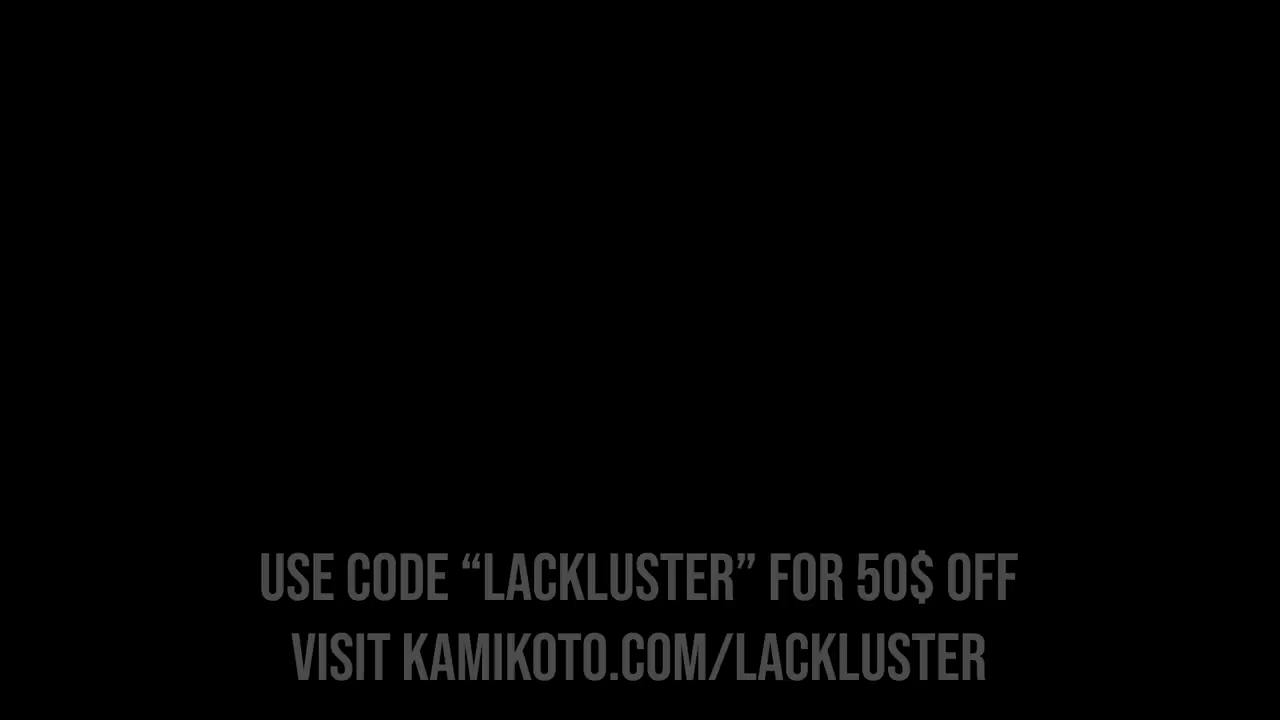 USE CODE “LACKLUSTER” FOR 50$ OFF
VISIT KAMIKOTO.COM/LACKLUSTER